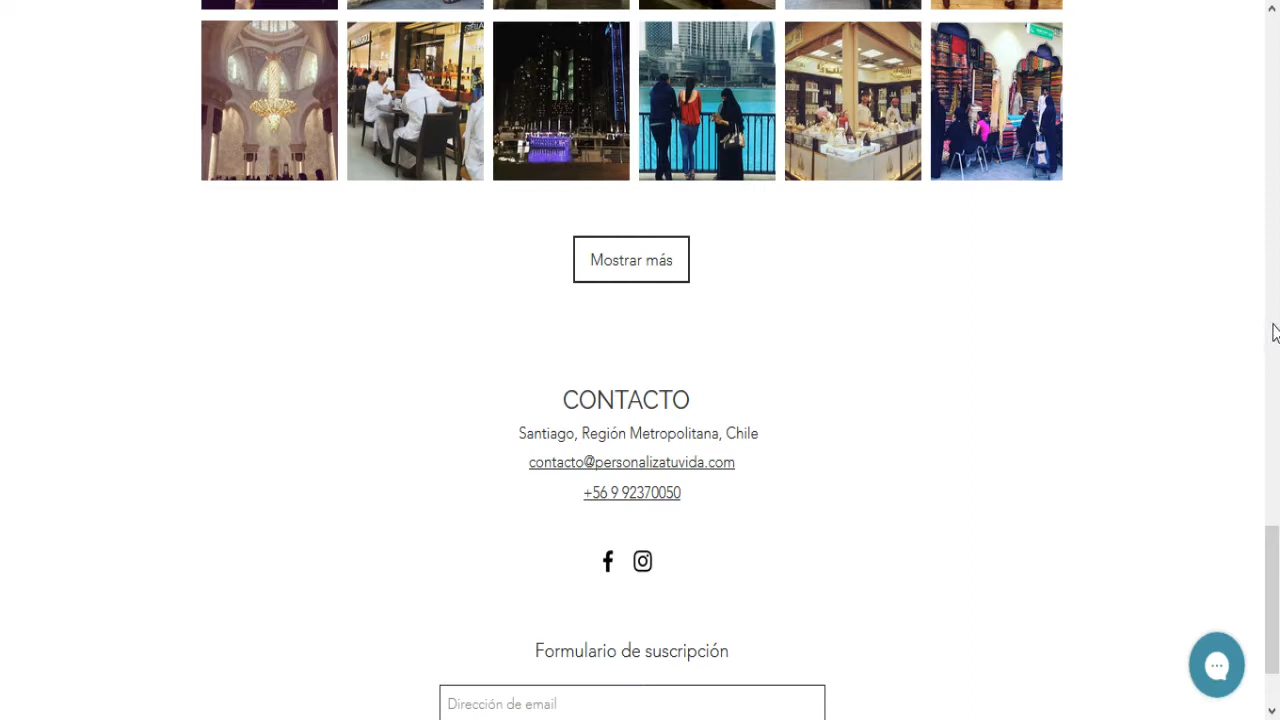 Mostrar más
CONTACTO
Santiago, Región Metropolitana, Chile
contacto@personalizatuvida.com
+56 9 92370050
Formulario de suscripción
Dirección de email